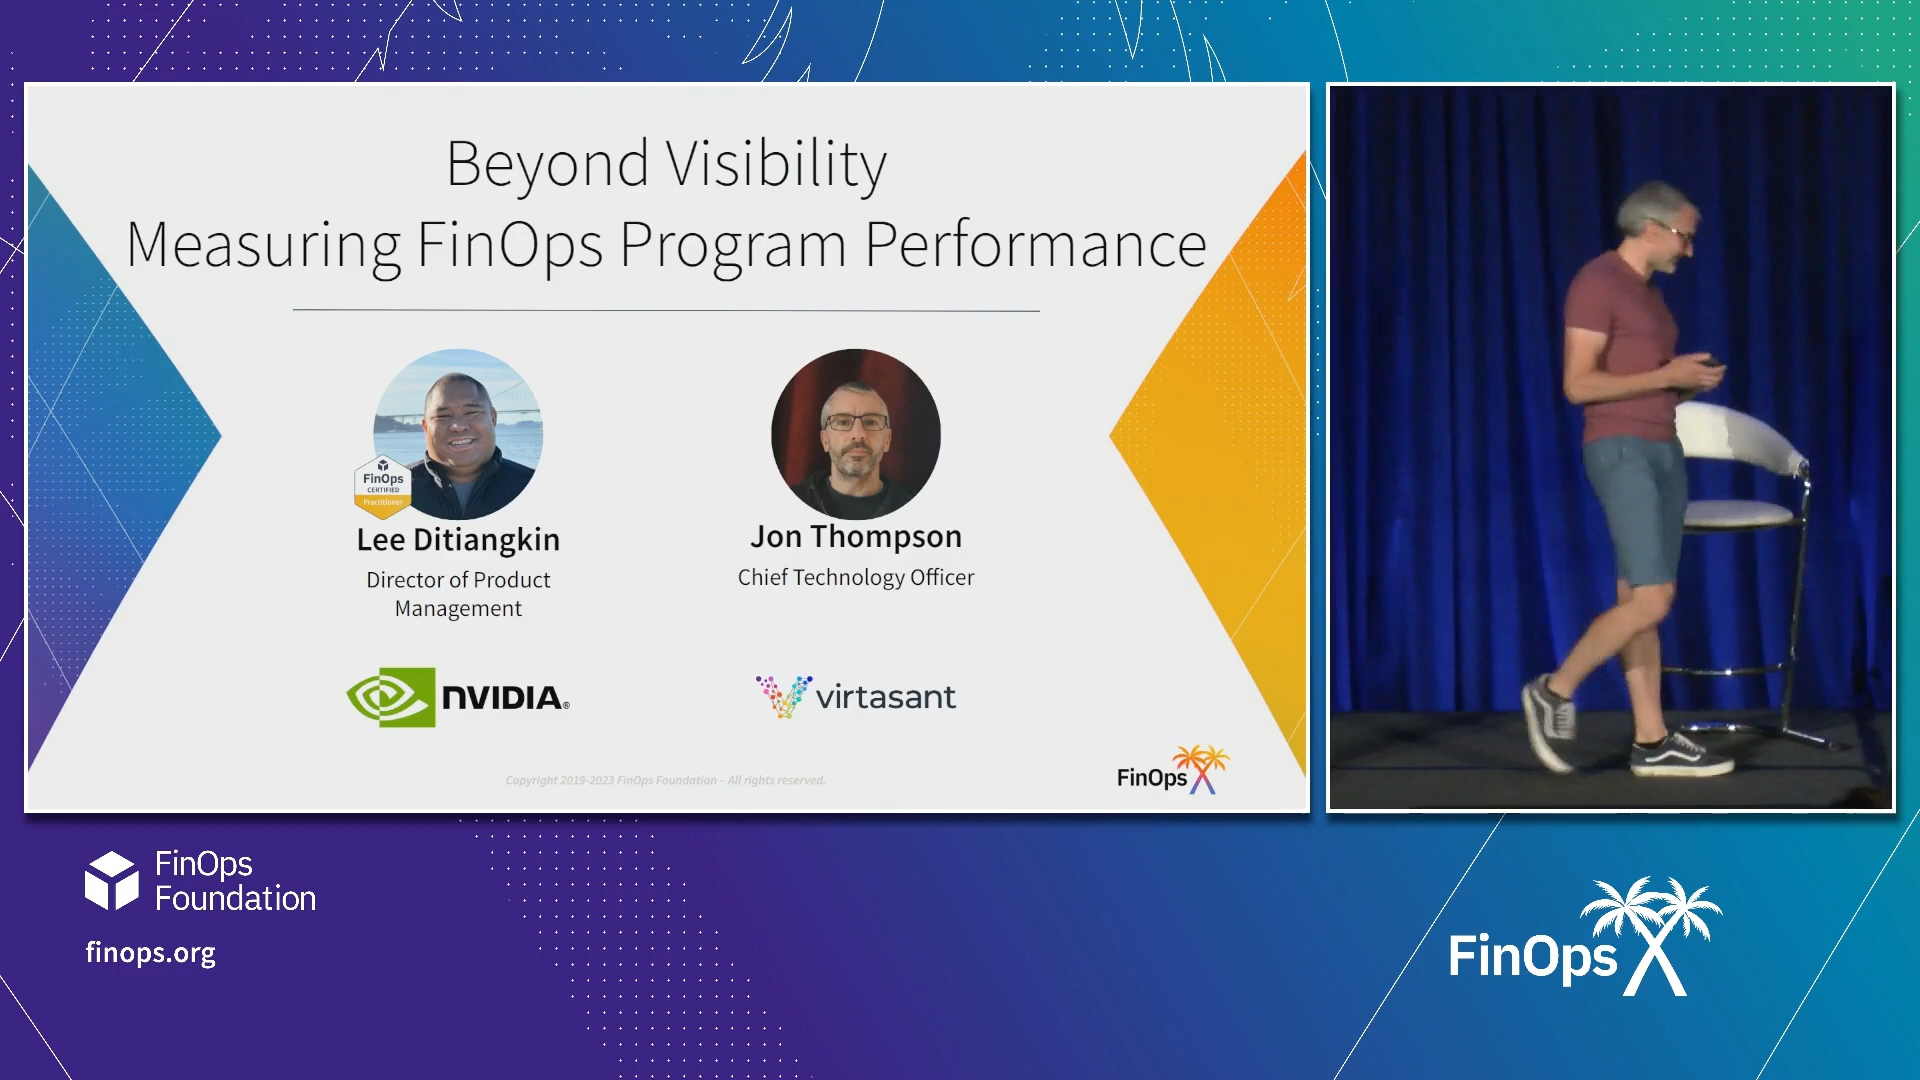 Beyond Visibility
Measuring FinOps Program Performance
FinOps
CERTIFIED
Practitioner
Lee Ditiangkin
Director of Product
Management
NVIDIA®
Jon Thompson
Chief Technology Officer
virtasant
Copyright 2019-2023 FinOps Foundation – All rights reserved.
FinOps X
FinOps
Foundation
finops.org
FinOps X